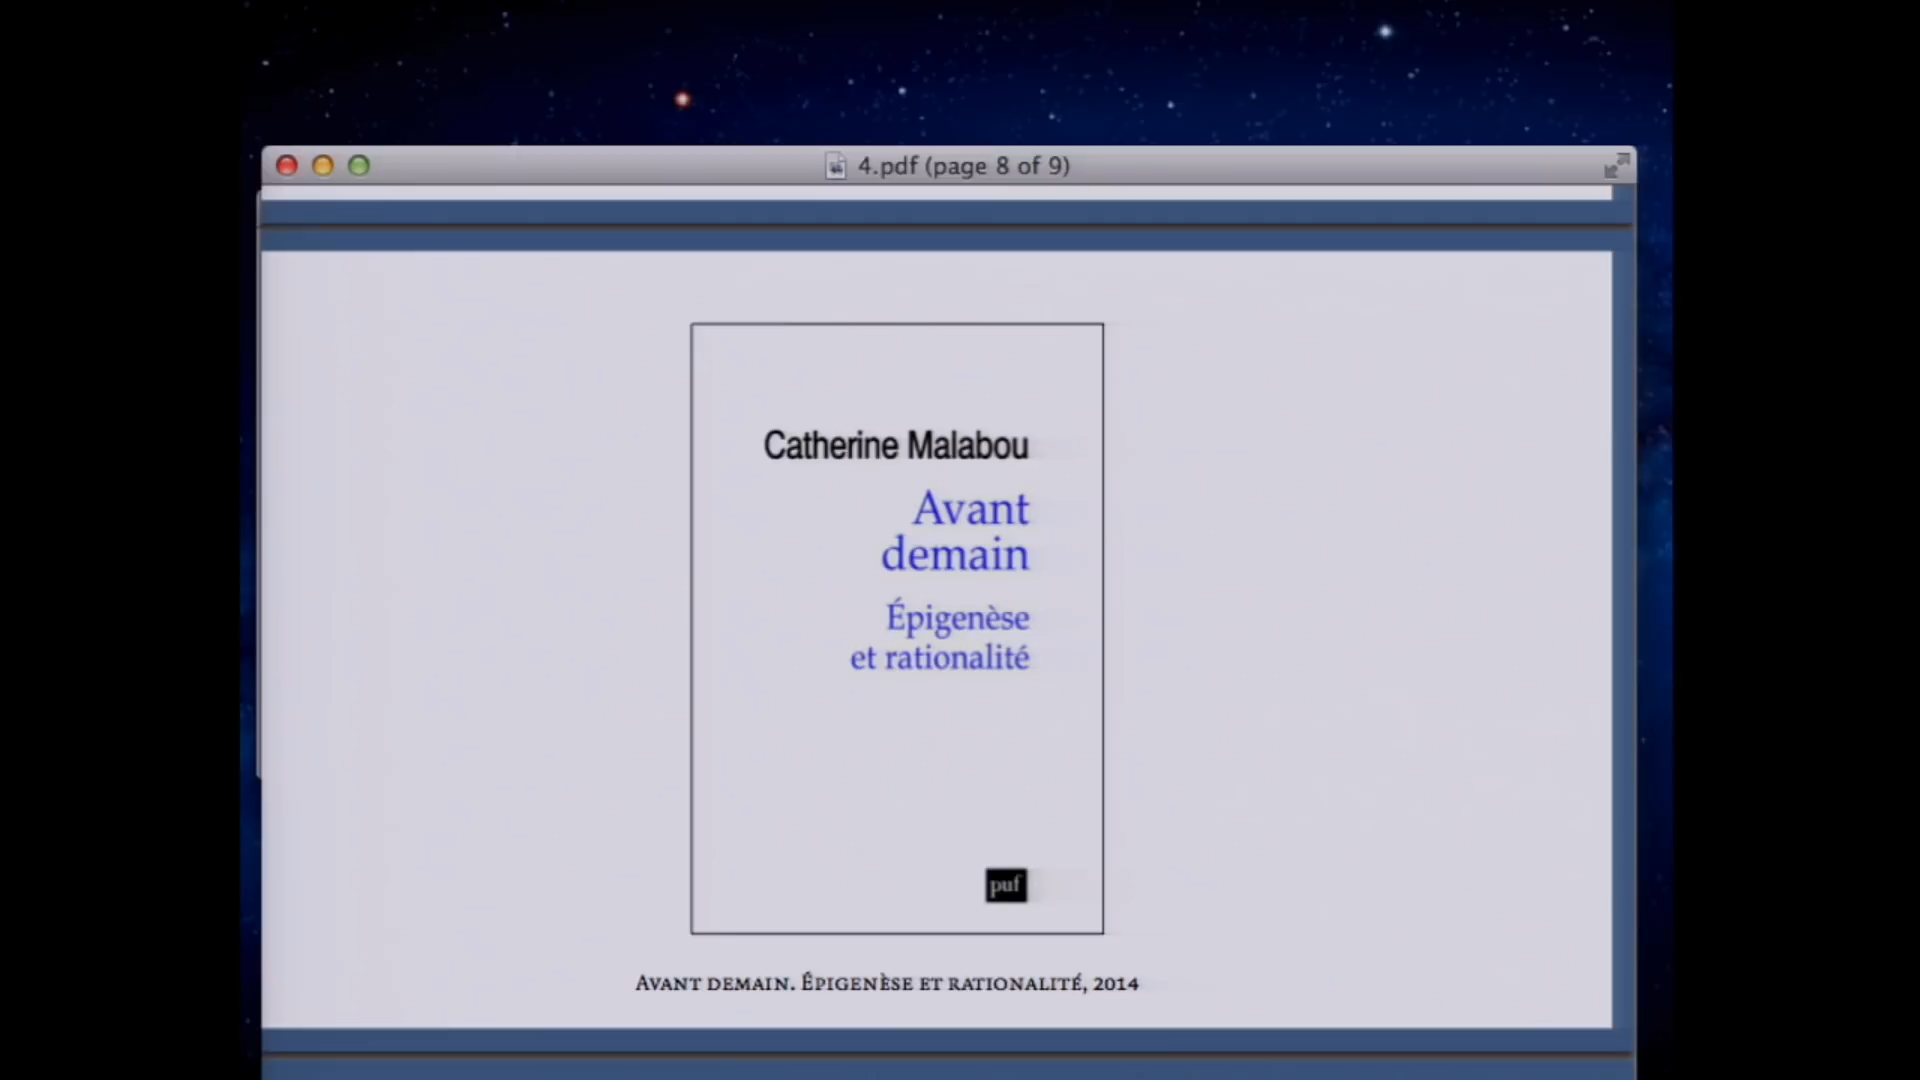 4.pdf (page 8 of 9)
Catherine Malabou
Avant
demain
Épigenèse
et rationalité
puf
Avant demain. Épigenèse et rationalité, 2014